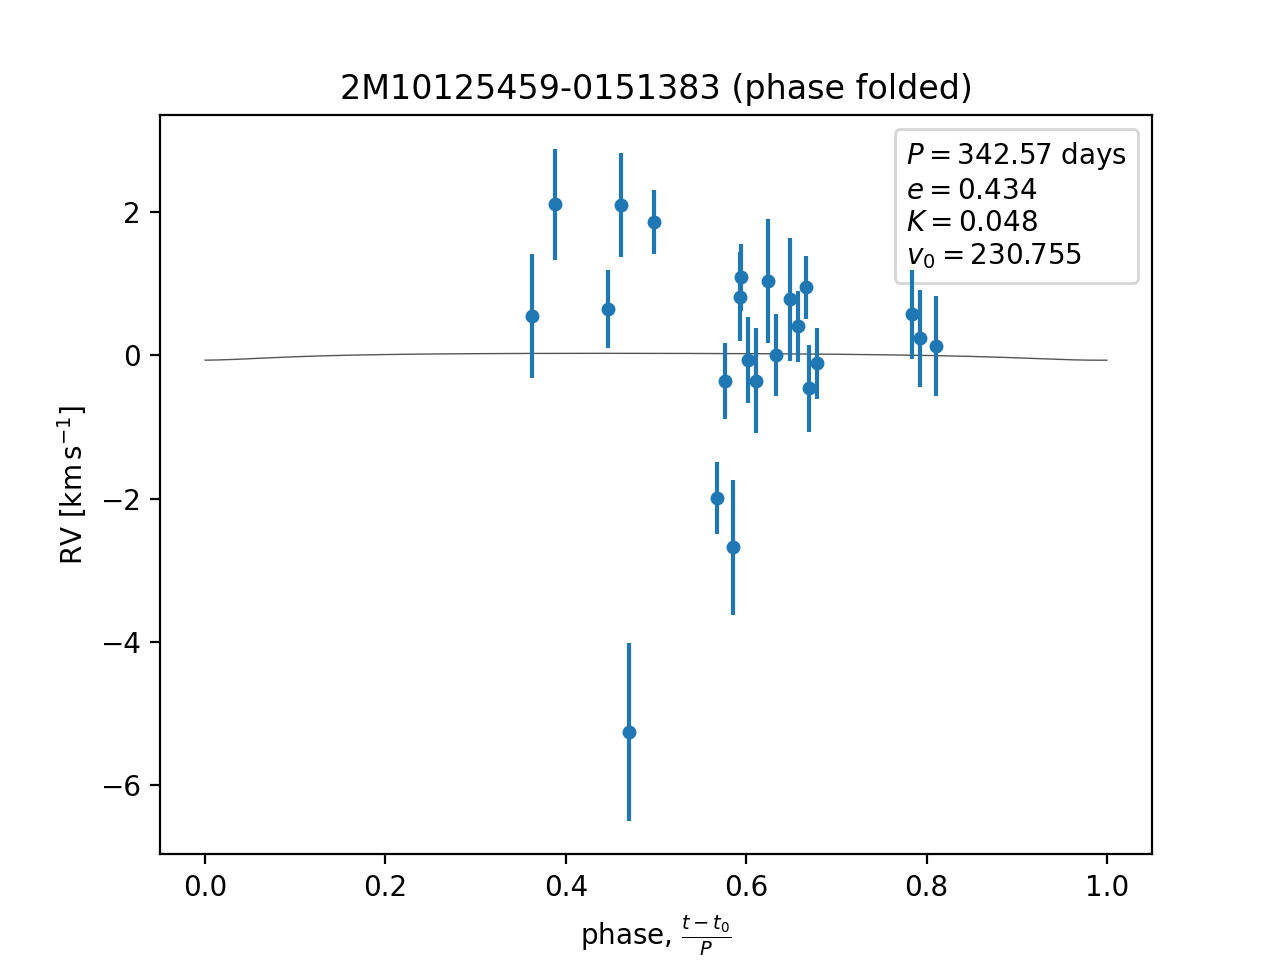 2M10125459-0151383 (phase folded)
P = 342.57 days
e = 0.434
K = 0.048
v₀ = 230.755
2
0
−2
−4
−6
RV [km s⁻¹]
0.0 0.2 0.4 0.6 0.8 1.0
phase, (t − t₀)/P